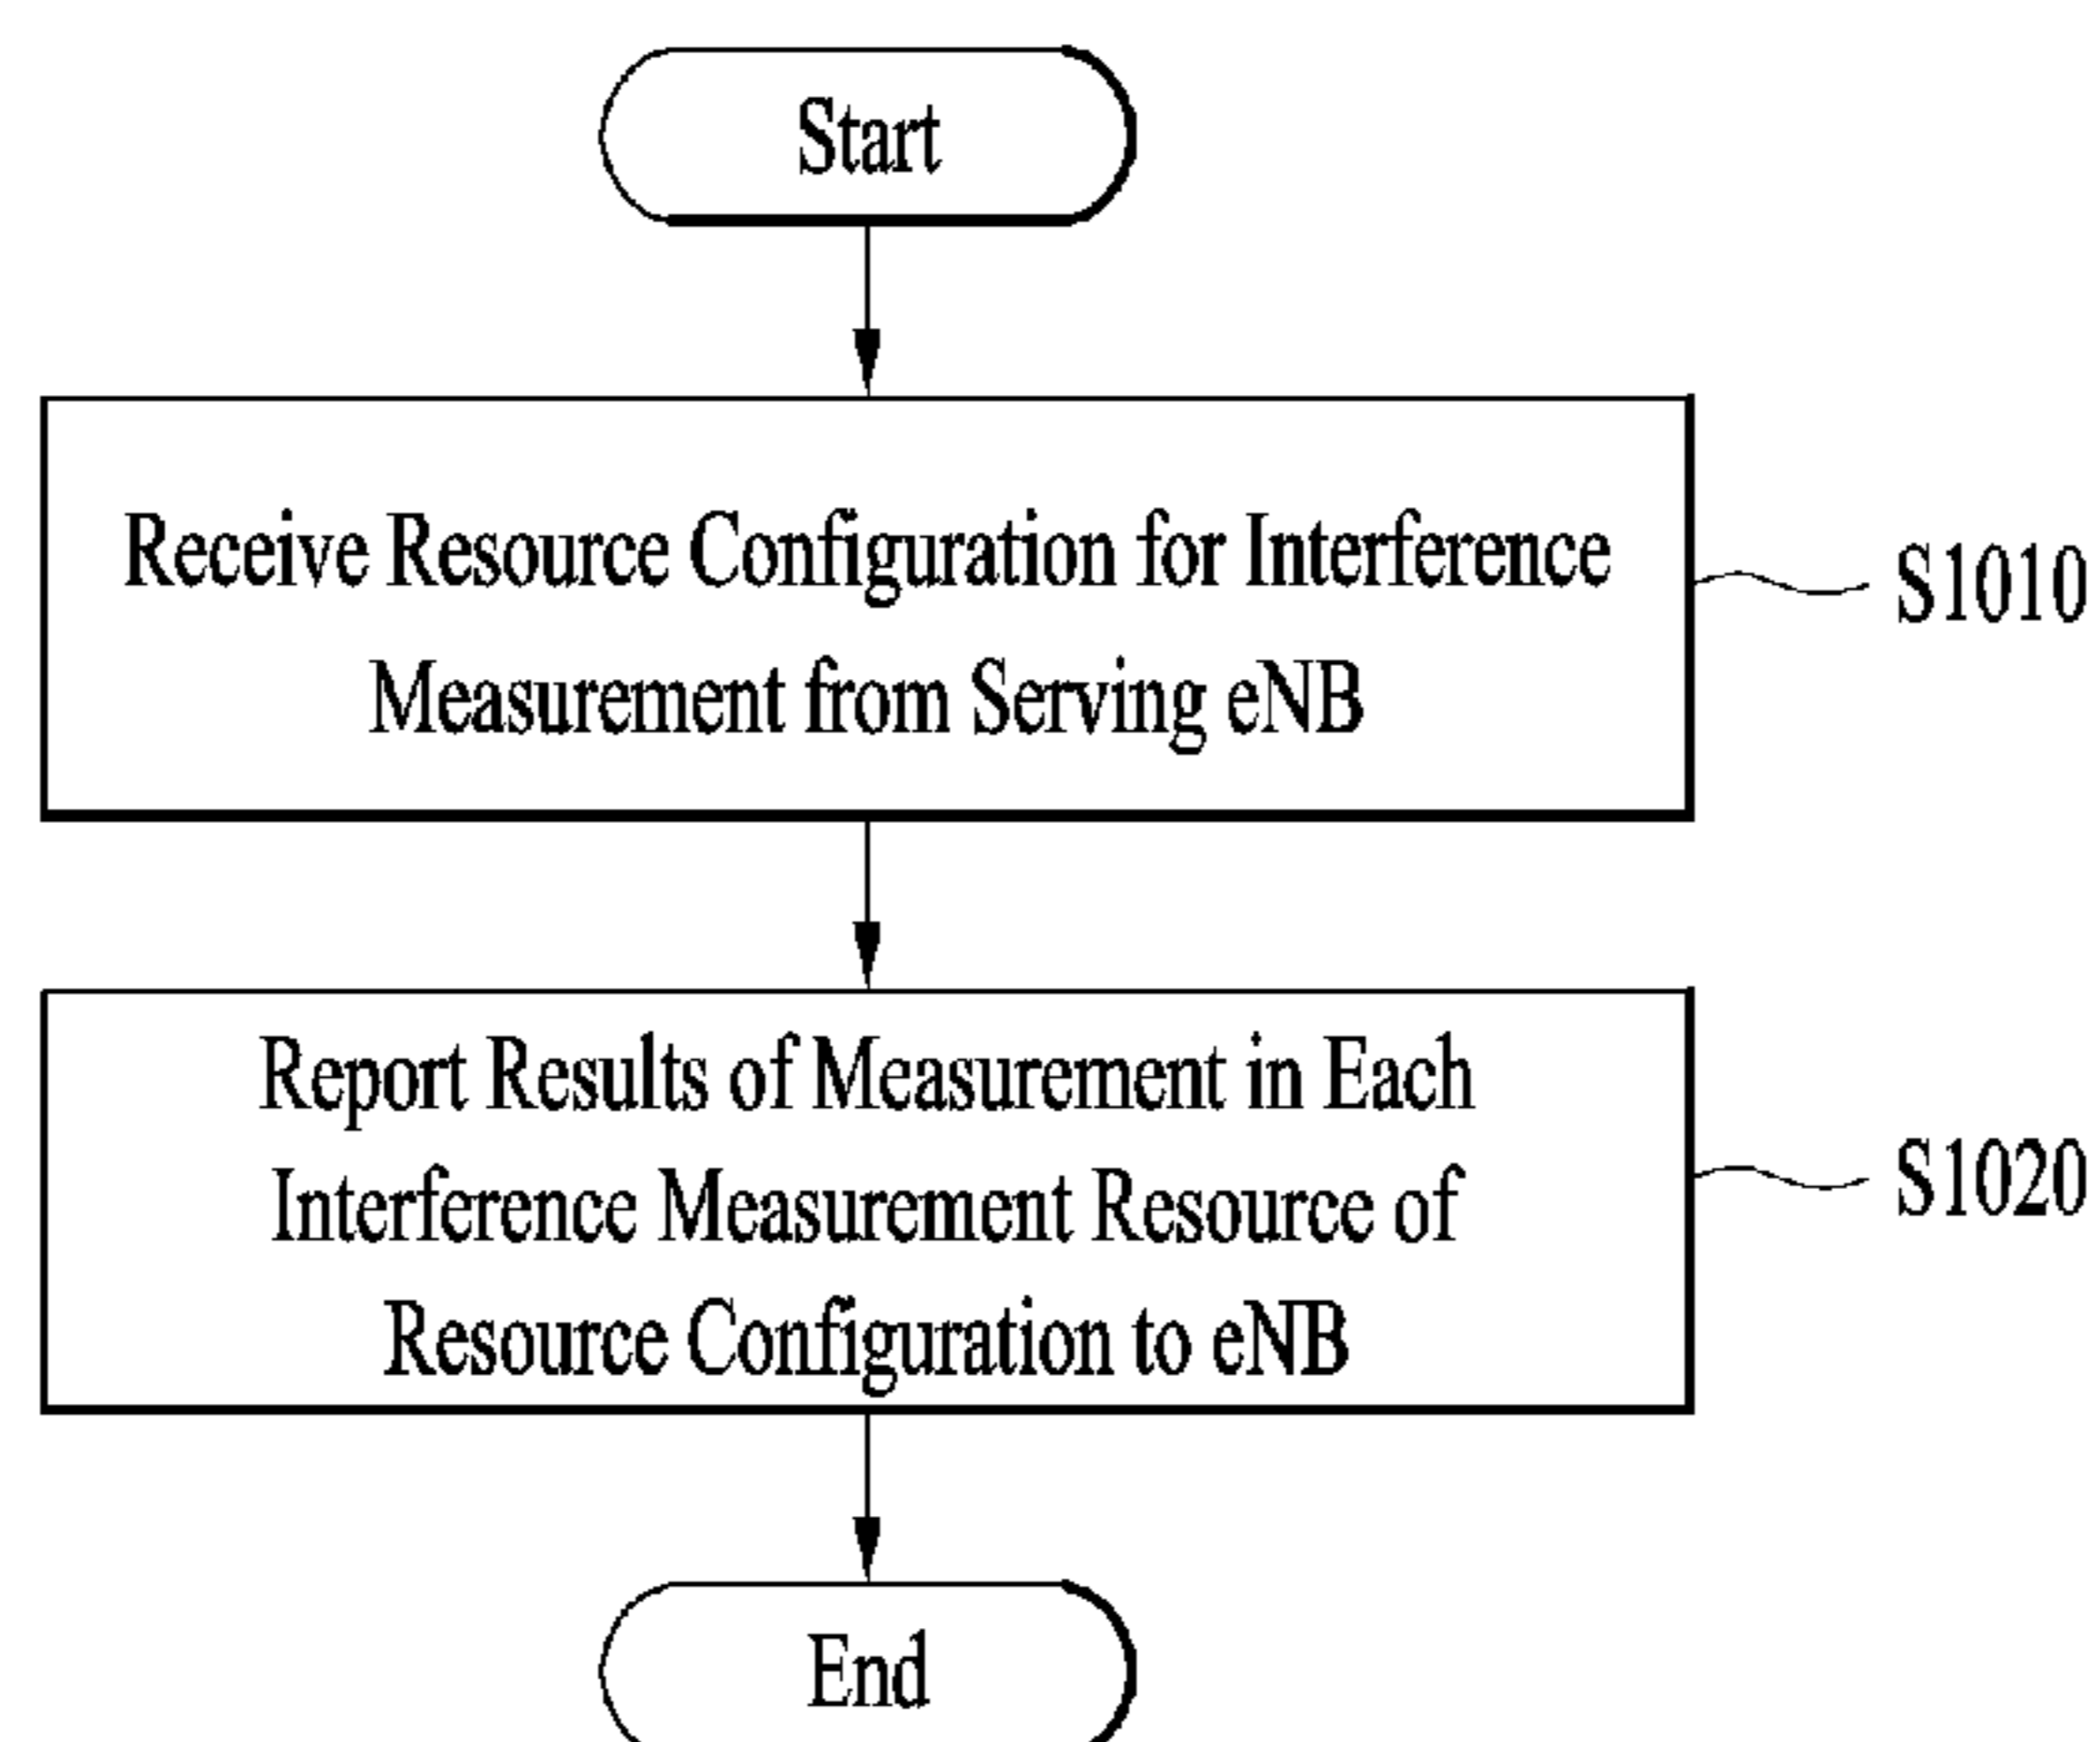 Start
Receive Resource Configuration for Interference
Measurement from Serving eNB
S1010
Report Results of Measurement in Each
Interference Measurement Resource of
Resource Configuration to eNB
S1020
End